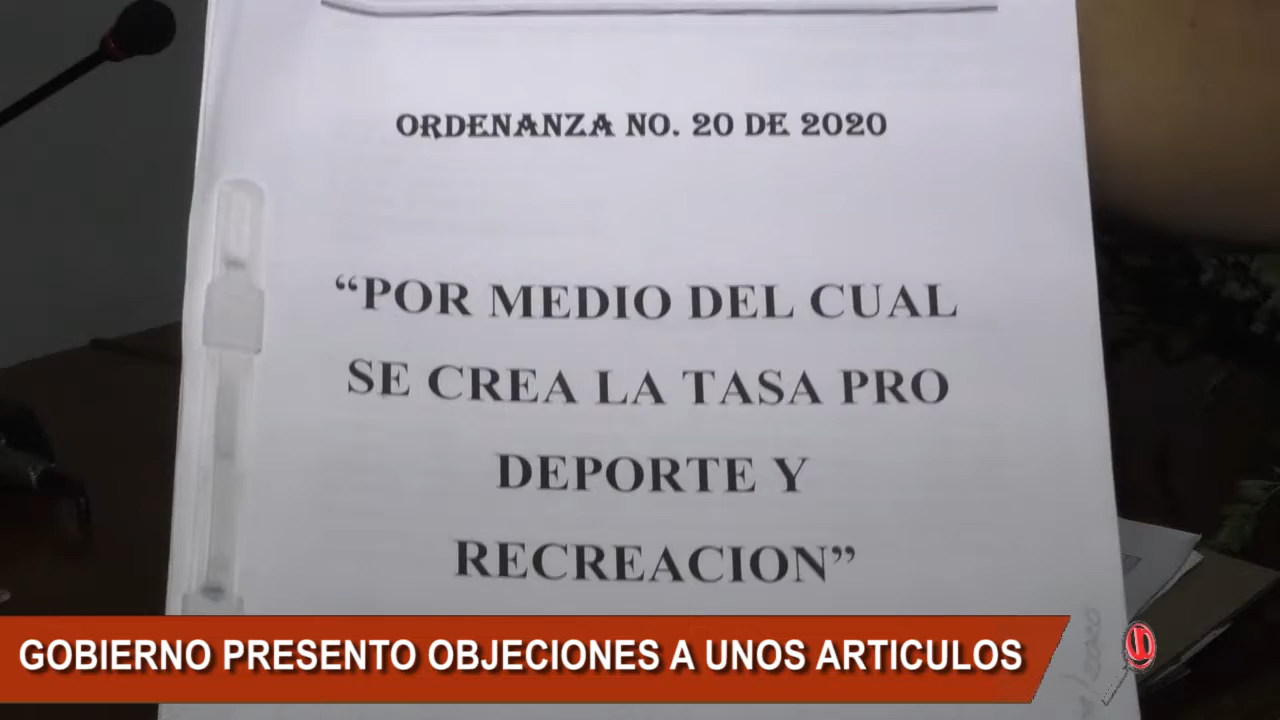 ORDENANZA NO. 20 DE 2020
“POR MEDIO DEL CUAL
SE CREA LA TASA PRO
DEPORTE Y
RECREACION”
GOBIERNO PRESENTO OBJECIONES A UNOS ARTICULOS